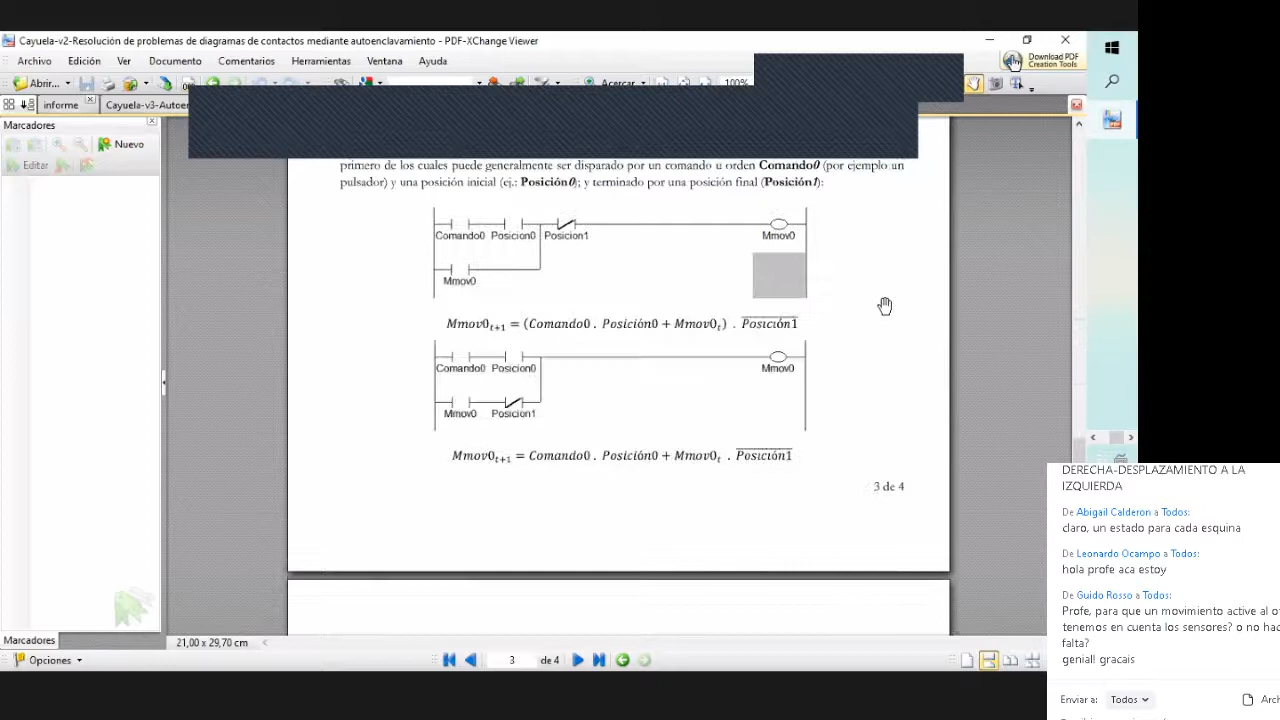 Cayuela-v2-Resolución de problemas de diagramas de contactos mediante autoenclavamiento - PDF-XChange Viewer
Archivo Edición Ver Documento Comentarios Herramientas Ventana Ayuda
Download PDF
Creation Tools
Abrir...
Acercar
100%
informe
Marcadores
Nuevo
Editar
primero de los cuales puede generalmente ser disparado por un comando u orden Comando0 (por ejemplo un
pulsador) y una posición inicial (ej.: Posición0); y terminado por una posición final (Posición1):
Comando0 Posicion0 Posicion1 Mmov0
Mmov0
Mmov0t+1 = (Comando0 . Posición0 + Mmov0t) . Posición1
Comando0 Posicion0 Mmov0
Mmov0 Posicion1
Mmov0t+1 = Comando0 . Posición0 + Mmov0t . Posición1
3 de 4
DERECHA-DESPLAZAMIENTO A LA
IZQUIERDA
De Abigail Calderon a Todos:
claro, un estado para cada esquina
De Leonardo Ocampo a Todos:
hola profe aca estoy
De Guido Rosso a Todos:
Profe, para que un movimiento active al
tenemos en cuenta los sensores? o no
falta?
genial! gracais
Enviar a: Todos
Marcadores
21,00 x 29,70 cm
Opciones
3 de 4